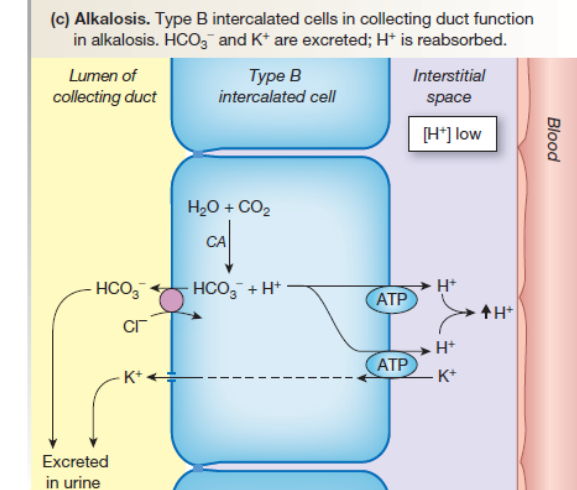 (c) Alkalosis. Type B intercalated cells in collecting duct function
in alkalosis. HCO₃⁻ and K⁺ are excreted; H⁺ is reabsorbed.
Lumen of
collecting duct
Type B
intercalated cell
Interstitial
space
[H⁺] low
Blood
H₂O + CO₂
CA
HCO₃⁻
HCO₃⁻ + H⁺
ATP
H⁺
Cl⁻
↑H⁺
H⁺
ATP
K⁺
K⁺
Excreted
in urine